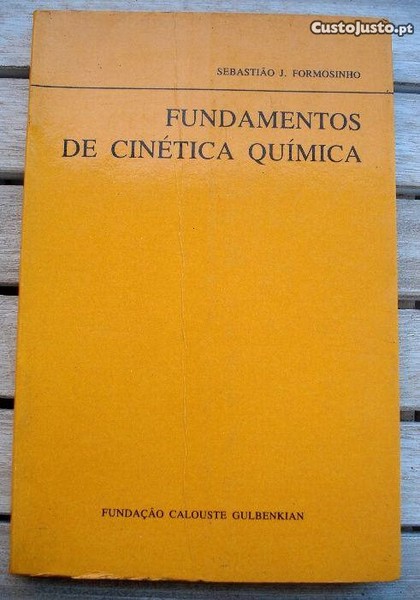 CustoJusto.pt
SEBASTIÃO J. FORMOSINHO
FUNDAMENTOS
DE CINÉTICA QUÍMICA
FUNDAÇÃO CALOUSTE GULBENKIAN